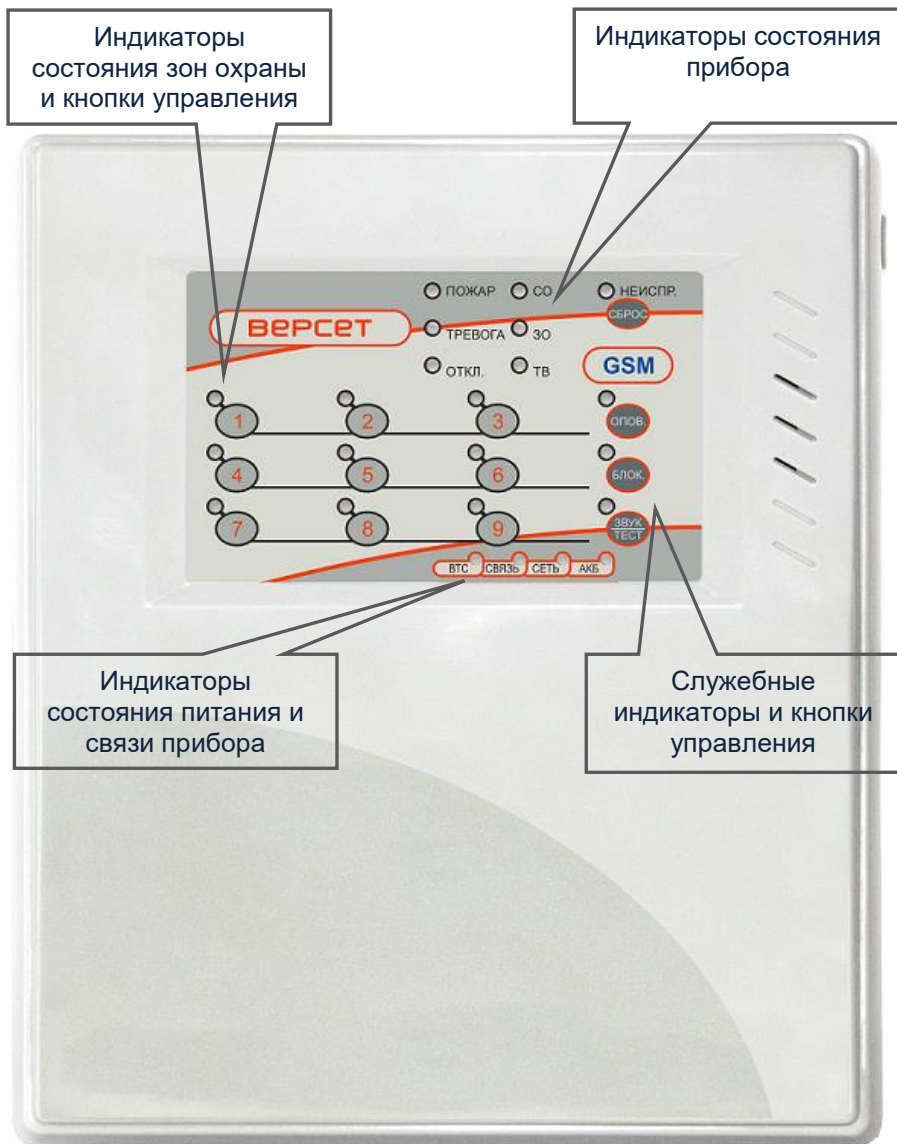 Индикаторы
состояния зон охраны
и кнопки управления
Индикаторы состояния
прибора
ПОЖАР СО НЕИСПР.
СБРОС
ВЕРСЕТ
ТРЕВОГА ЗО
ОТКЛ. ТВ
GSM
1 2 3 ОПОВ.
4 5 6 БЛОК.
7 8 9 ЗВУК
ТЕСТ
ВТС СВЯЗЬ СЕТЬ АКБ
Индикаторы
состояния питания и
связи прибора
Служебные
индикаторы и кнопки
управления